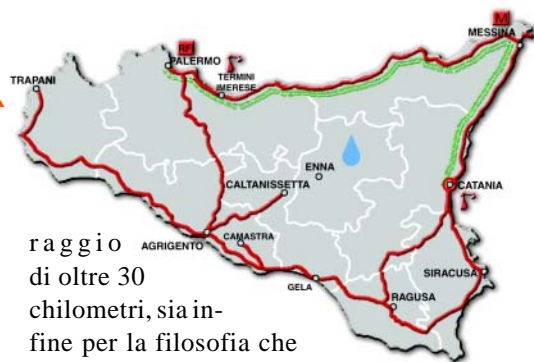 RFI
M
MESSINA
PALERMO
TRAPANI
TERMINI
IMERESE
ENNA
CALTANISSETTA
CATANIA
AGRIGENTO
CAMASTRA
SIRACUSA
GELA
RAGUSA
raggio
di oltre 30
chilometri, sia in-
fine per la filosofia che